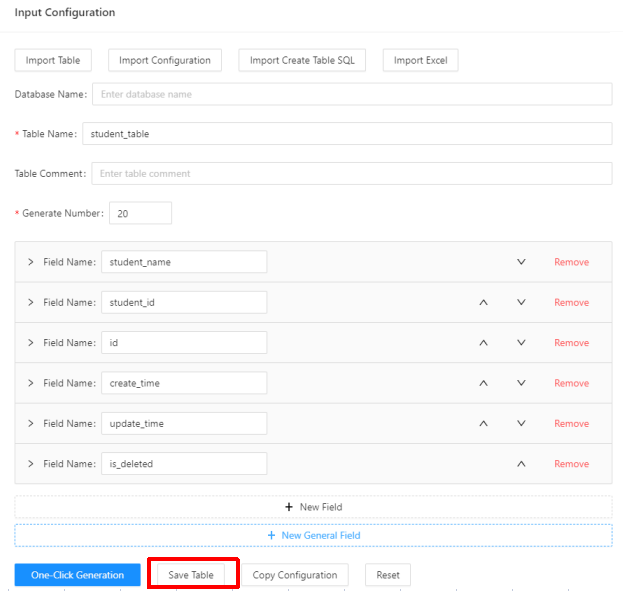 Input Configuration
Import Table Import Configuration Import Create Table SQL Import Excel
Database Name: Enter database name
* Table Name: student_table
Table Comment: Enter table comment
* Generate Number: 20
> Field Name: student_name Remove
> Field Name: student_id Remove
> Field Name: id Remove
> Field Name: create_time Remove
> Field Name: update_time Remove
> Field Name: is_deleted Remove
+ New Field
+ New General Field
One-Click Generation Save Table Copy Configuration Reset